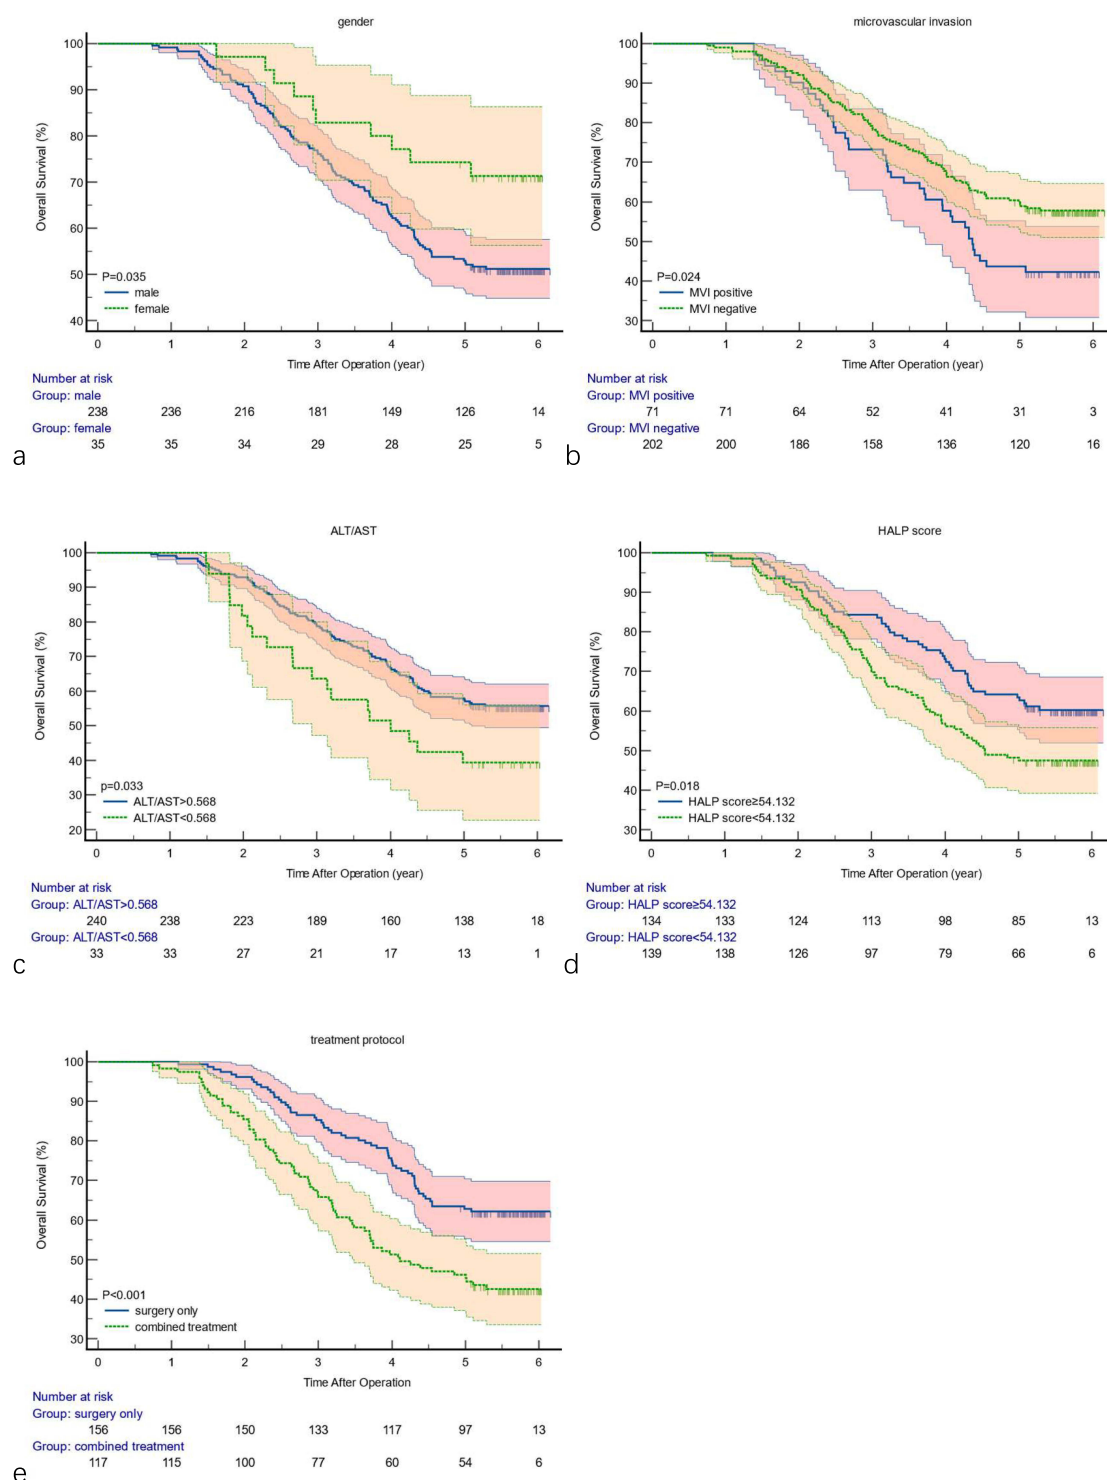 gender
100
90
80
70
60
50
40
Overall Survival (%)
P=0.035
male
female
0 1 2 3 4 5 6
Time After Operation (year)
Number at risk
Group: male
238 236 216 181 149 126 14
Group: female
35 35 34 29 28 25 5
a
microvascular invasion
100
90
80
70
60
50
40
30
Overall Survival (%)
P=0.024
MVI positive
MVI negative
0 1 2 3 4 5 6
Time After Operation (year)
Number at risk
Group: MVI positive
71 71 64 52 41 31 3
Group: MVI negative
202 200 186 158 136 120 16
b
ALT/AST
100
90
80
70
60
50
40
30
20
Overall Survival (%)
p=0.033
ALT/AST>0.568
ALT/AST<0.568
0 1 2 3 4 5 6
Time After Operation (year)
Number at risk
Group: ALT/AST>0.568
240 238 223 189 160 138 18
Group: ALT/AST<0.568
33 33 27 21 17 13 1
c
HALP score
100
90
80
70
60
50
40
30
Overall Survival (%)
P=0.018
HALP score≥54.132
HALP score<54.132
0 1 2 3 4 5 6
Time After Operation (year)
Number at risk
Group: HALP score≥54.132
134 133 124 113 98 85 13
Group: HALP score<54.132
139 138 126 97 79 66 6
d
treatment protocol
100
90
80
70
60
50
40
30
Overall Survival (%)
P<0.001
surgery only
combined treatment
0 1 2 3 4 5 6
Time After Operation
Number at risk
Group: surgery only
156 156 150 133 117 97 13
Group: combined treatment
117 115 100 77 60 54 6
e